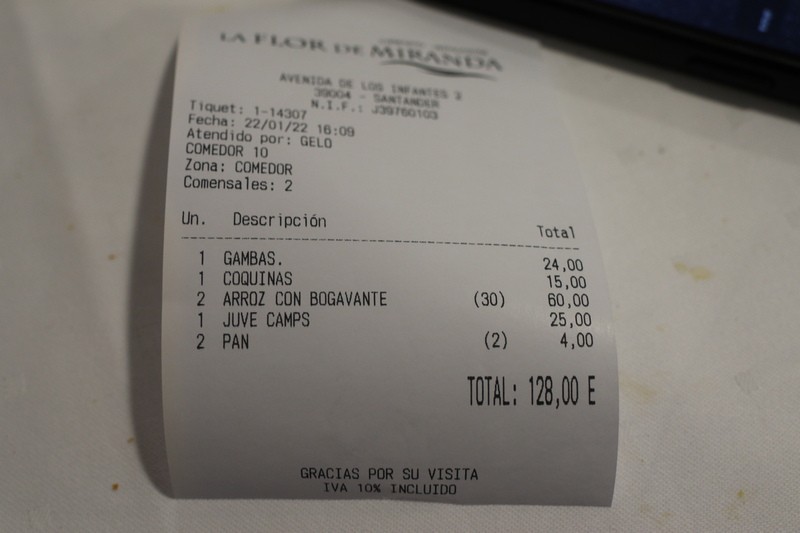 LA FLOR DE MIRANDA
AVENIDA DE LOS INFANTES 3
39004 - SANTANDER
N.I.F.: J39760103
Tiquet: 1-14307
Fecha: 22/01/22 16:09
Atendido por: GELO
COMEDOR 10
Zona: COMEDOR
Comensales: 2
Un. Descripción Total
1 GAMBAS. 24,00
1 COQUINAS 15,00
2 ARROZ CON BOGAVANTE (30) 60,00
1 JUVE CAMPS 25,00
2 PAN (2) 4,00
TOTAL: 128,00 E
GRACIAS POR SU VISITA
IVA 10% INCLUIDO